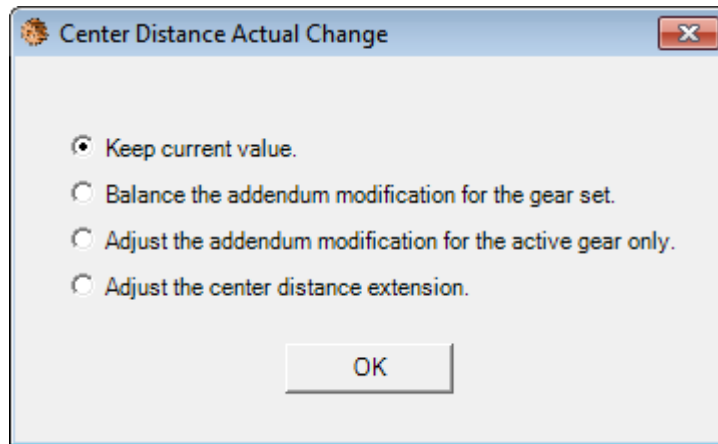 Center Distance Actual Change
Keep current value.
Balance the addendum modification for the gear set.
Adjust the addendum modification for the active gear only.
Adjust the center distance extension.
OK